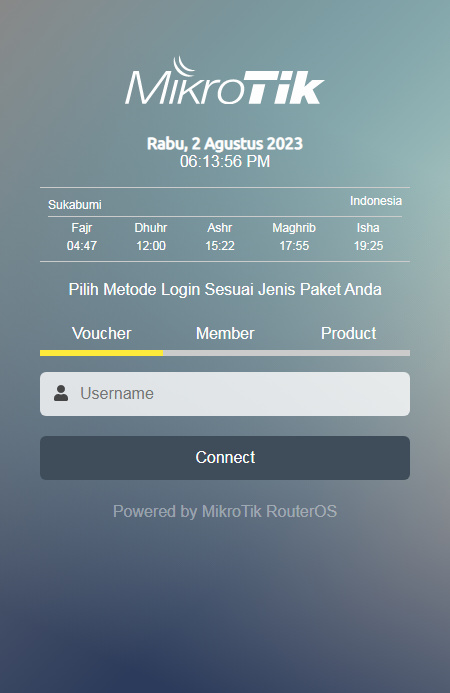 MikroTik
Rabu, 2 Agustus 2023
06:13:56 PM
Sukabumi Indonesia
Fajr Dhuhr Ashr Maghrib Isha
04:47 12:00 15:22 17:55 19:25
Pilih Metode Login Sesuai Jenis Paket Anda
Voucher Member Product
Username
Connect
Powered by MikroTik RouterOS